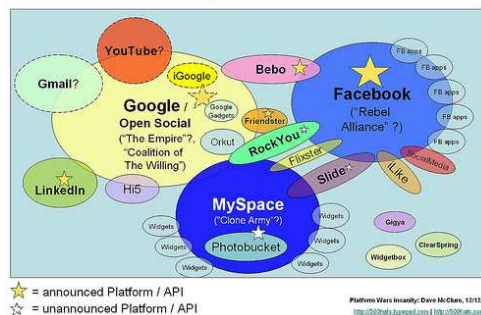 YouTube?
Gmail?
iGoogle
Bebo
FB apps
FB apps
FB apps
FB apps
FB apps
FB apps
Google /
Open Social
("The Empire"?,
"Coalition of
The Willing")
Google
Gadgets
Friendster
Orkut
RockYou
Facebook
("Rebel
Alliance" ?)
Flixster
Slide
iLike
SocialMedia
LinkedIn
Hi5
MySpace
("Clone Army"?)
Photobucket
Widgets
Widgets
Widgets
Widgets
Widgets
Widgets
Gigya
Widgetbox
ClearSpring
= announced Platform / API
= unannounced Platform / API
Platform Wars Insanity: Dave McClure, 12/12